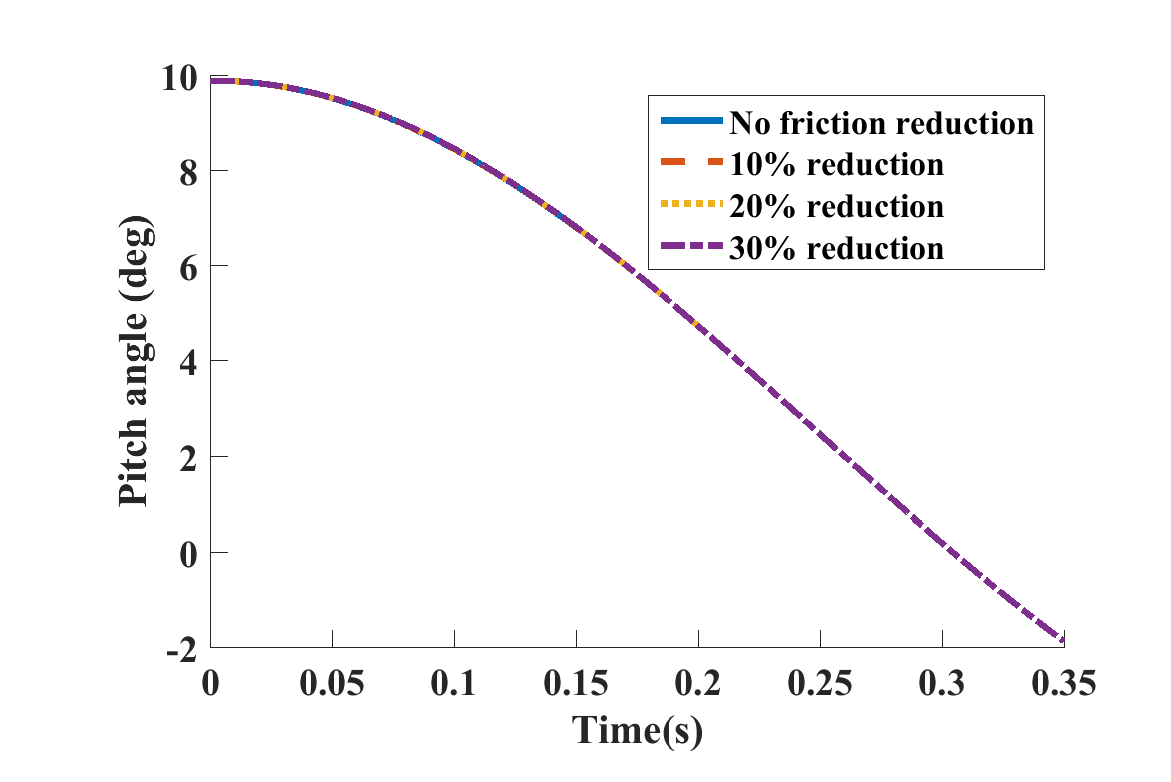 10
8
6
4
2
0
-2
Pitch angle (deg)
No friction reduction
10% reduction
20% reduction
30% reduction
0 0.05 0.1 0.15 0.2 0.25 0.3 0.35
Time(s)